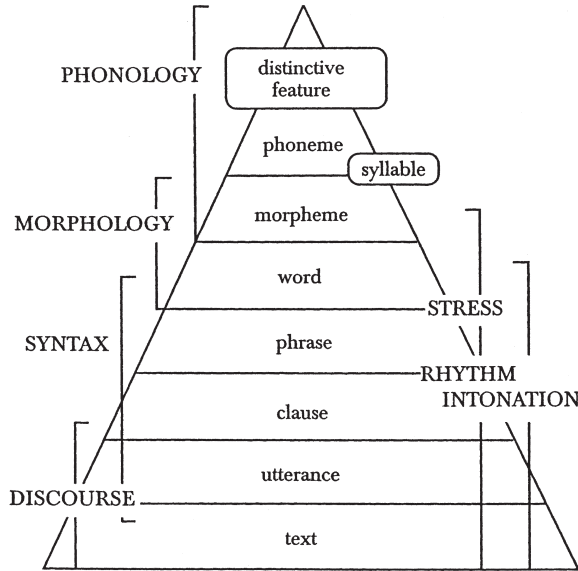 PHONOLOGY
distinctive
feature
phoneme
syllable
MORPHOLOGY
morpheme
word
STRESS
SYNTAX
phrase
RHYTHM
INTONATION
clause
utterance
DISCOURSE
text